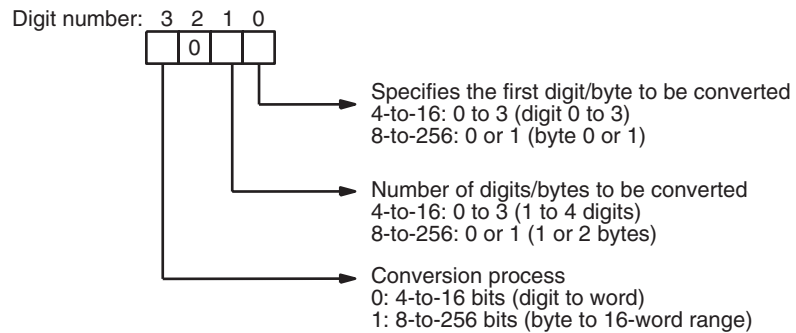 Digit number: 3 2 1 0
0
Specifies the first digit/byte to be converted
4-to-16: 0 to 3 (digit 0 to 3)
8-to-256: 0 or 1 (byte 0 or 1)
Number of digits/bytes to be converted
4-to-16: 0 to 3 (1 to 4 digits)
8-to-256: 0 or 1 (1 or 2 bytes)
Conversion process
0: 4-to-16 bits (digit to word)
1: 8-to-256 bits (byte to 16-word range)